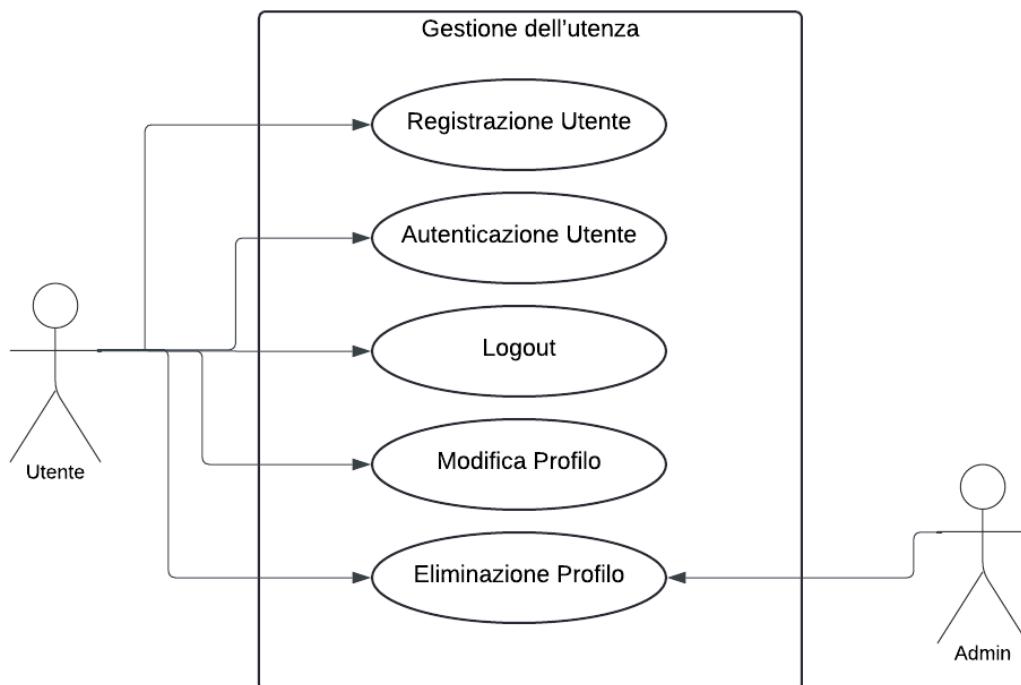 Gestione dell'utenza
Registrazione Utente
Autenticazione Utente
Logout
Modifica Profilo
Eliminazione Profilo
Utente
Admin